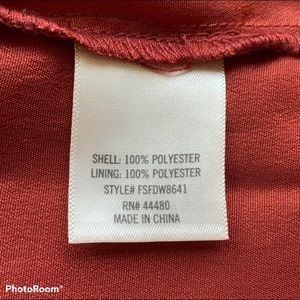 SHELL: 100% POLYESTER
LINING: 100% POLYESTER
STYLE# FSFDW8641
RN# 44480
MADE IN CHINA
PhotoRoom®